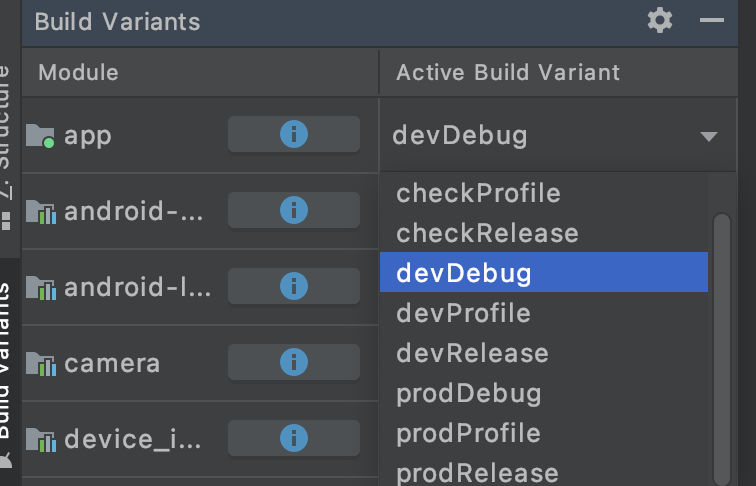 Build Variants
Module
Active Build Variant
app
devDebug
android-...
android-l...
camera
device_i...
checkProfile
checkRelease
devDebug
devProfile
devRelease
prodDebug
prodProfile
prodRelease
Z: Structure
Build Variants